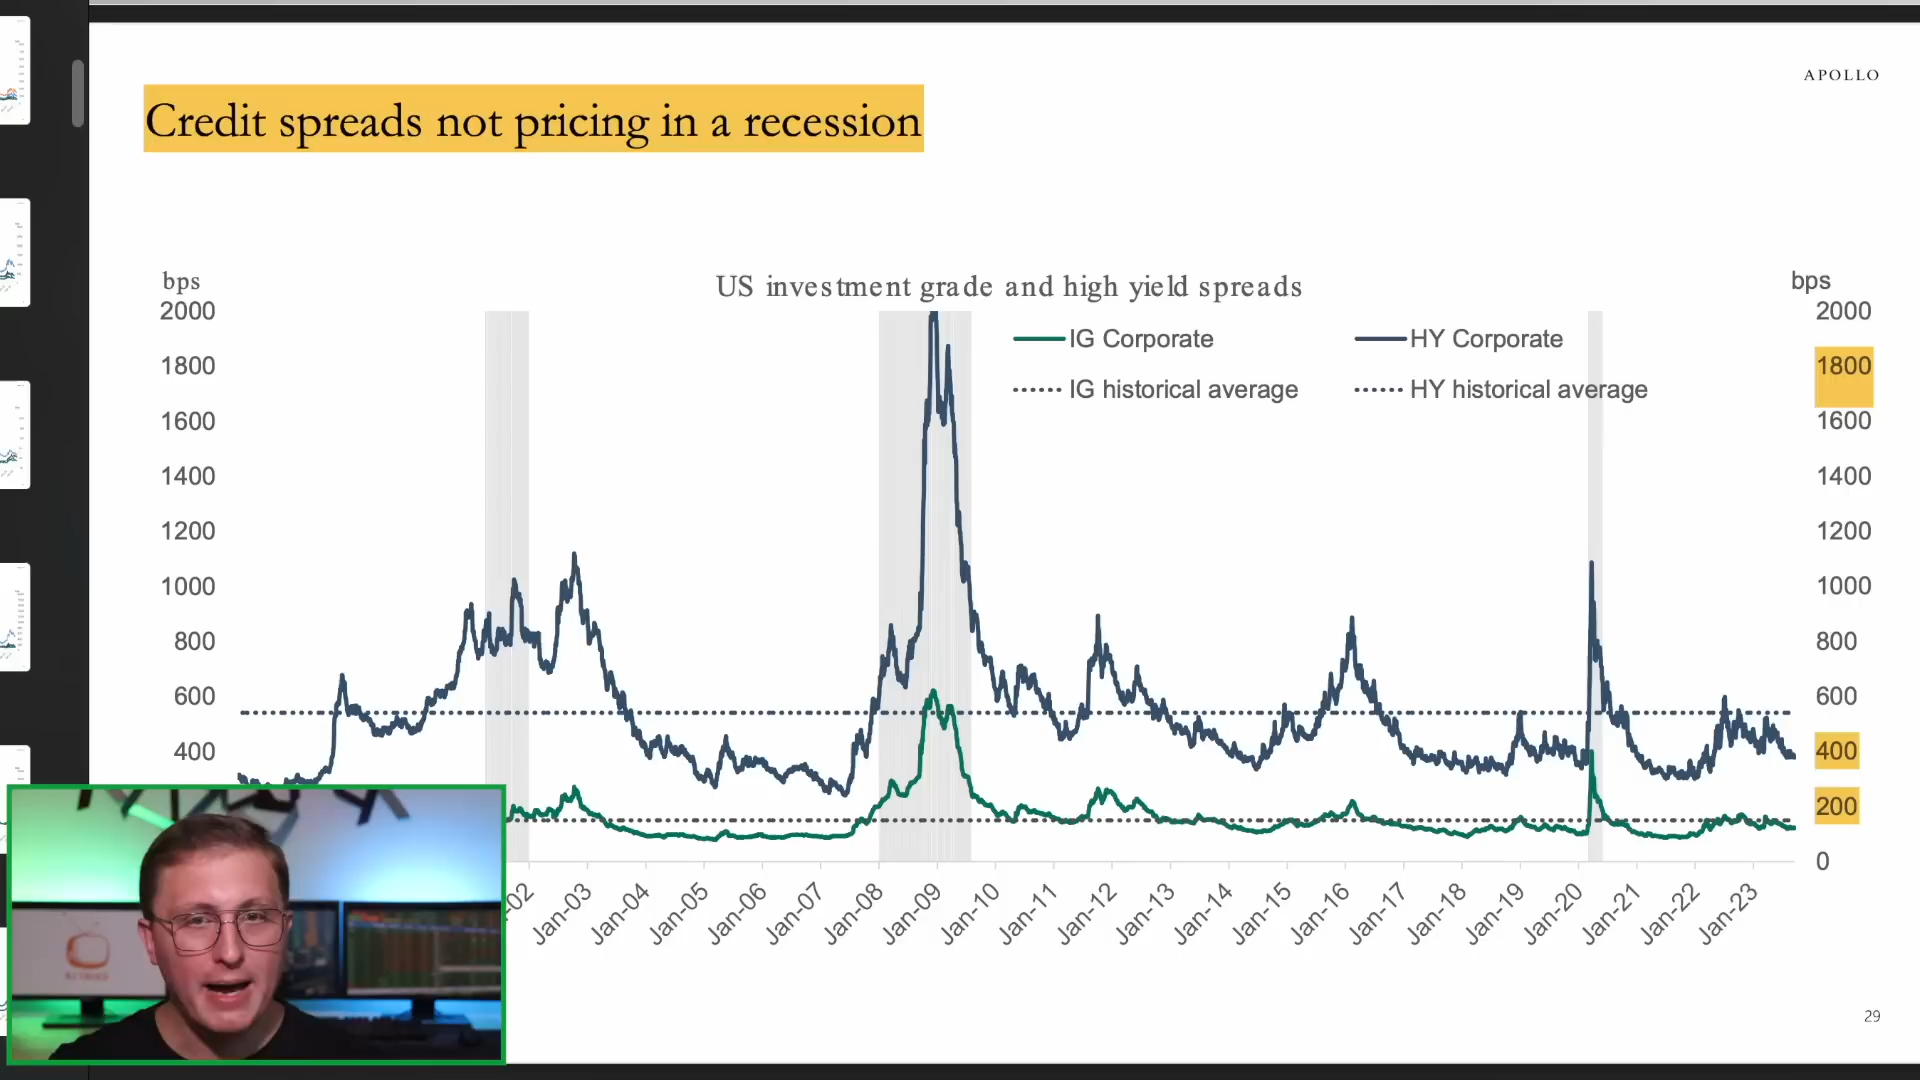 APOLLO
Credit spreads not pricing in a recession
bps
US investment grade and high yield spreads
bps
2000
1800
1600
1400
1200
1000
800
600
400
IG Corporate
HY Corporate
IG historical average
HY historical average
2000
1800
1600
1400
1200
1000
800
600
400
200
0
-02
Jan-03
Jan-04
Jan-05
Jan-06
Jan-07
Jan-08
Jan-09
Jan-10
Jan-11
Jan-12
Jan-13
Jan-14
Jan-15
Jan-16
Jan-17
Jan-18
Jan-19
Jan-20
Jan-21
Jan-22
Jan-23
29